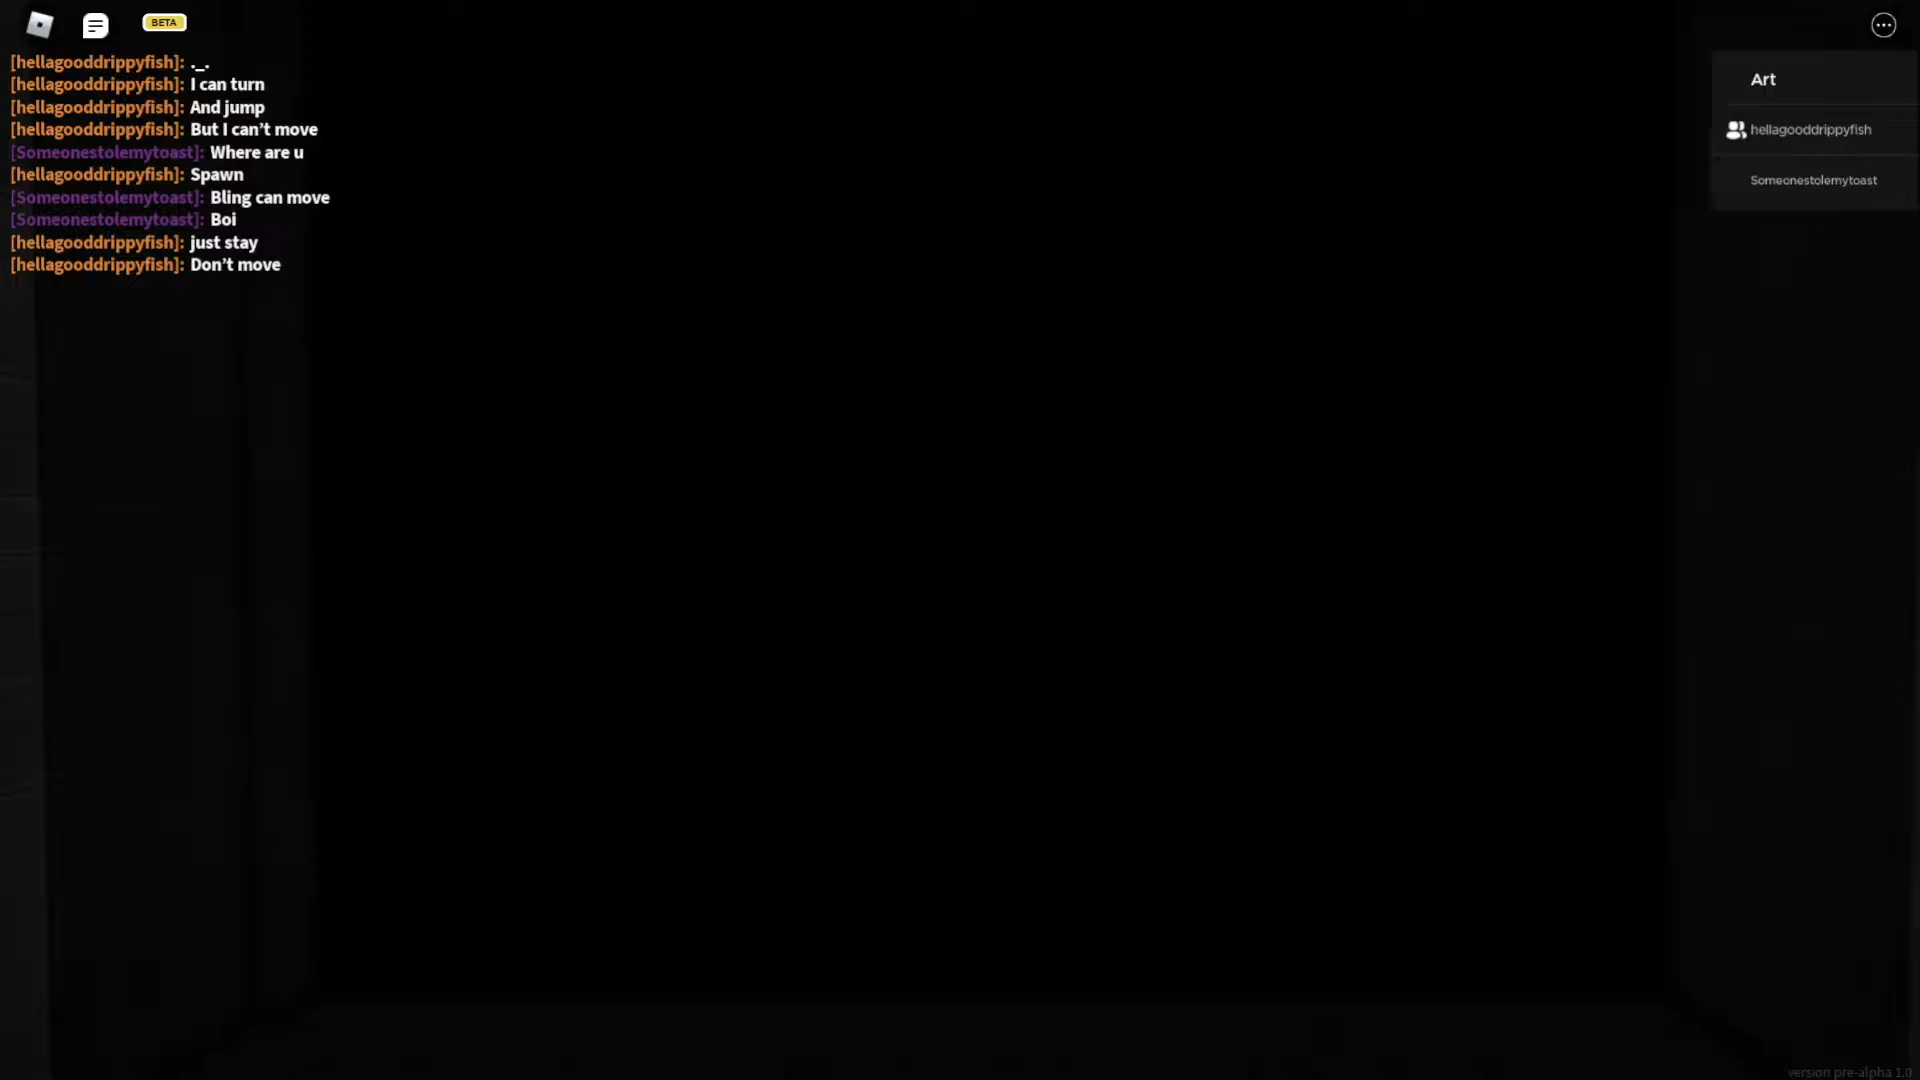 BETA
[hellagooddrippyfish]: ._.
[hellagooddrippyfish]: I can turn
[hellagooddrippyfish]: And jump
[hellagooddrippyfish]: But I can’t move
[Someonestolemytoast]: Where are u
[hellagooddrippyfish]: Spawn
[Someonestolemytoast]: Bling can move
[Someonestolemytoast]: Boi
[hellagooddrippyfish]: just stay
[hellagooddrippyfish]: Don’t move
Art
hellagooddrippyfish
Someonestolemytoast
version pre-alpha 1.0